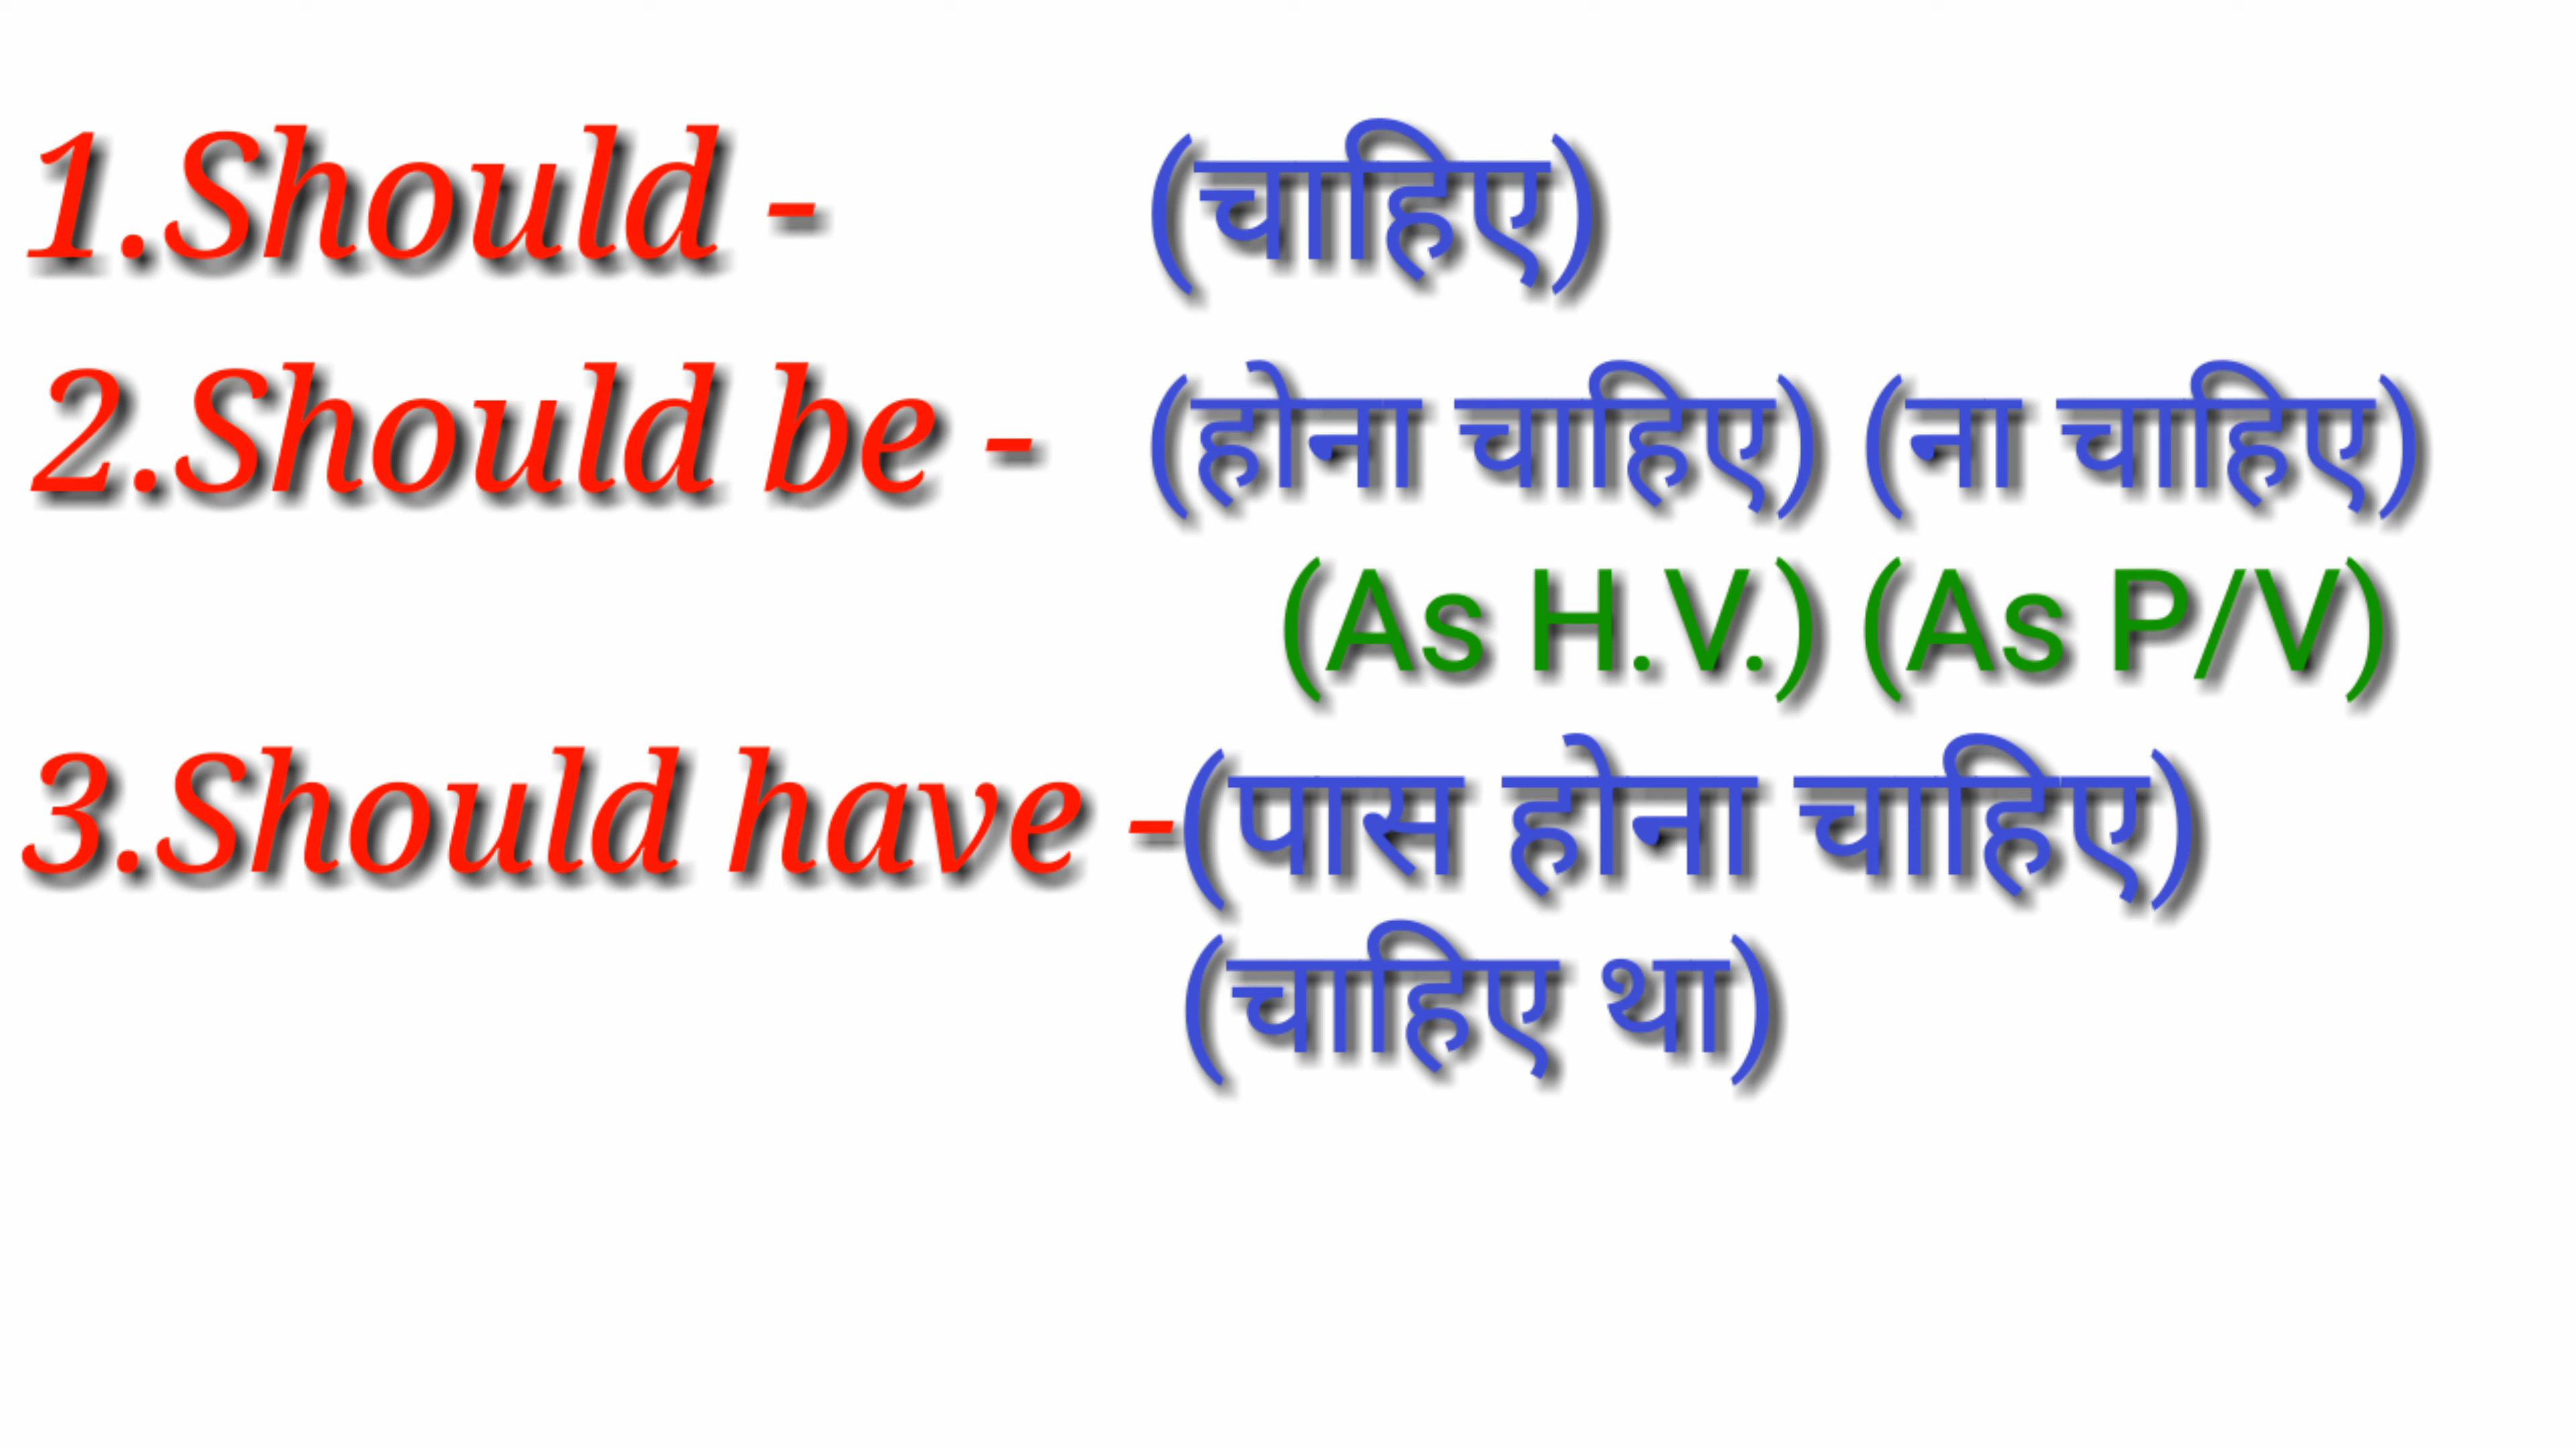 1.Should - (चाहिए)
2.Should be - (होना चाहिए) (ना चाहिए)
(As H.V.) (As P/V)
3.Should have -(पास होना चाहिए)
(चाहिए था)